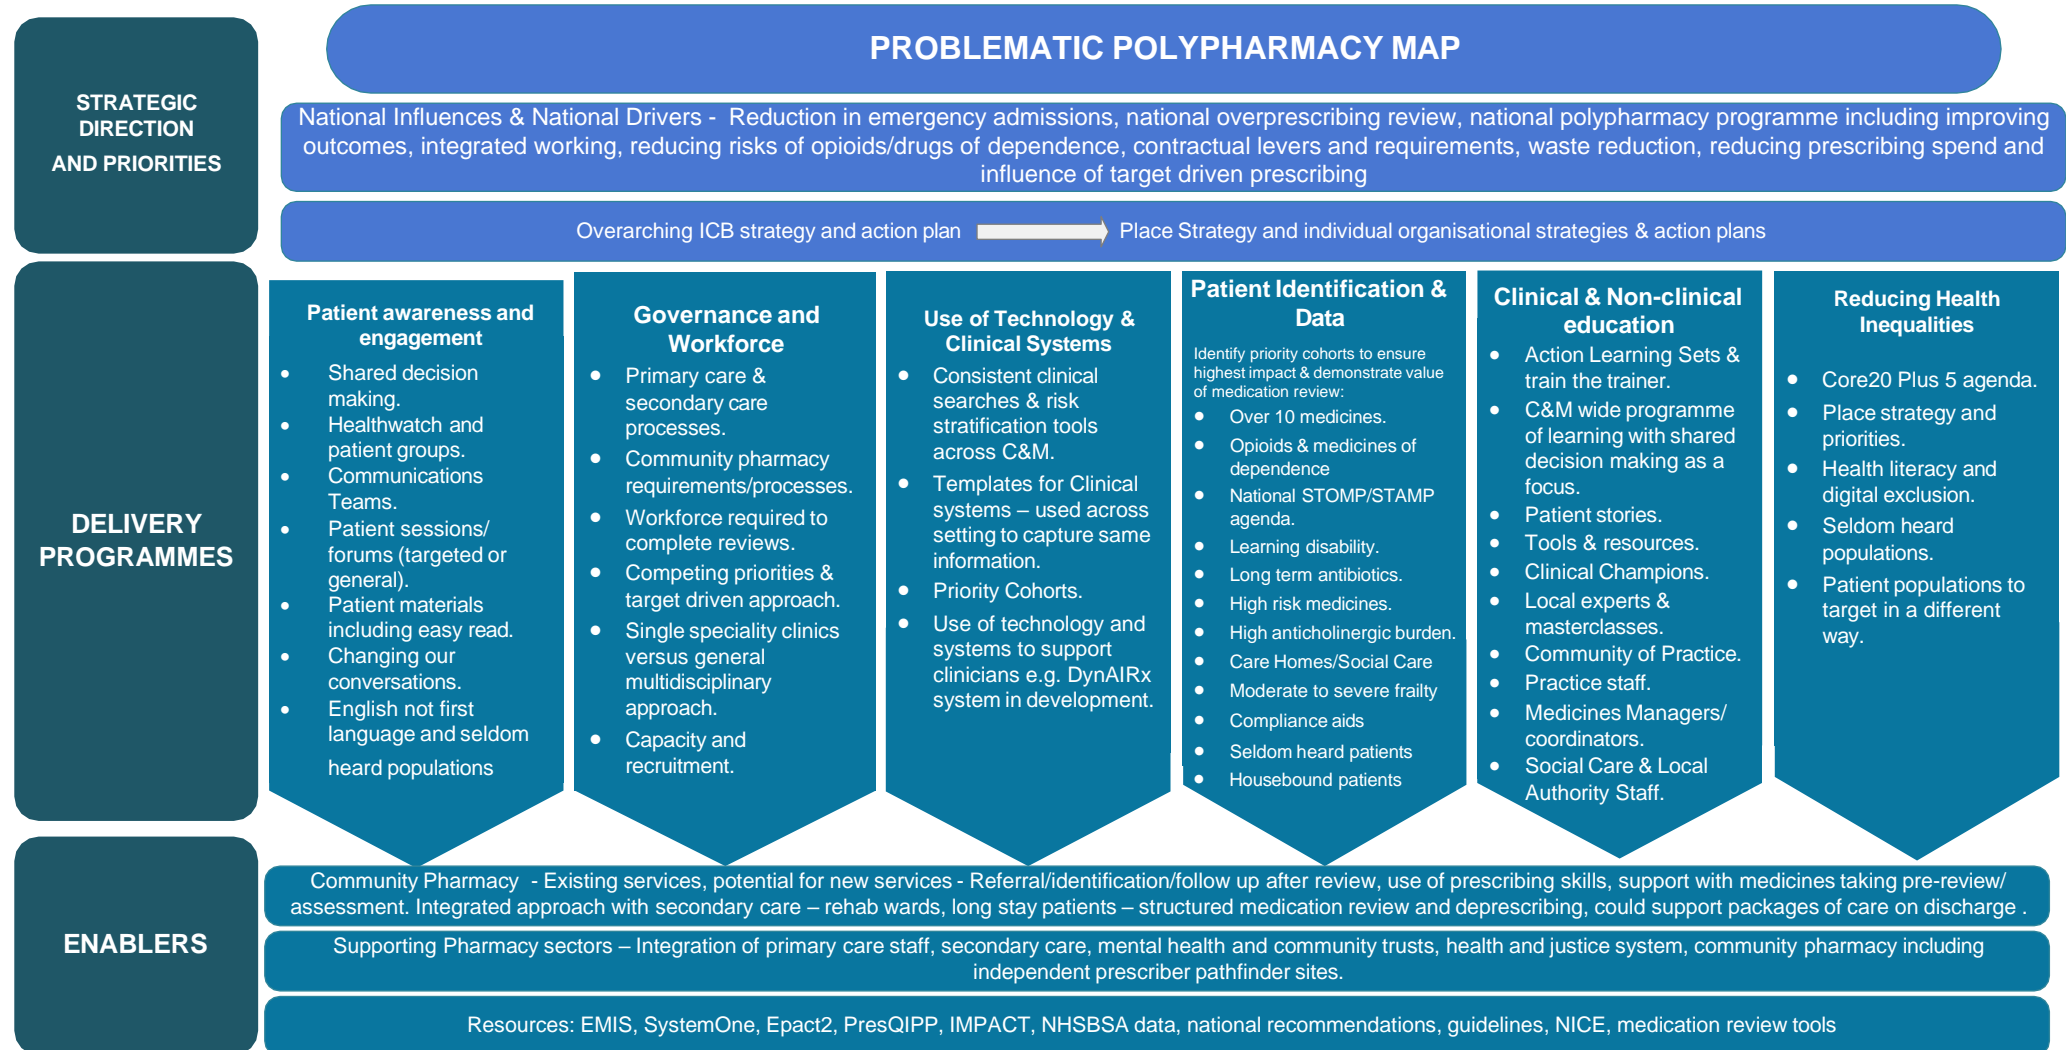 STRATEGIC
DIRECTION
AND PRIORITIES
PROBLEMATIC POLYPHARMACY MAP
National Influences & National Drivers - Reduction in emergency admissions, national overprescribing review, national polypharmacy programme including improving
outcomes, integrated working, reducing risks of opioids/drugs of dependence, contractual levers and requirements, waste reduction, reducing prescribing spend and
influence of target driven prescribing
Overarching ICB strategy and action plan
Place Strategy and individual organisational strategies & action plans
DELIVERY
PROGRAMMES
Patient awareness and
engagement
• Shared decision
making.
• Healthwatch and
patient groups.
• Communications
Teams.
• Patient sessions/
forums (targeted or
general).
• Patient materials
including easy read.
• Changing our
conversations.
• English not first
language and seldom
heard populations
Governance and
Workforce
• Primary care &
secondary care
processes.
• Community pharmacy
requirements/processes.
• Workforce required to
complete reviews.
• Competing priorities &
target driven approach.
• Single speciality clinics
versus general
multidisciplinary
approach.
• Capacity and
recruitment.
Use of Technology &
Clinical Systems
• Consistent clinical
searches & risk
stratification tools
across C&M.
• Templates for Clinical
systems – used across
setting to capture same
information.
• Priority Cohorts.
• Use of technology and
systems to support
clinicians e.g. DynAIRx
system in development.
Patient Identification &
Data
Identify priority cohorts to ensure
highest impact & demonstrate value
of medication review:
• Over 10 medicines.
• Opioids & medicines of
dependence
• National STOMP/STAMP
agenda.
• Learning disability.
• Long term antibiotics.
• High risk medicines.
• High anticholinergic burden.
• Care Homes/Social Care
• Moderate to severe frailty
• Compliance aids
• Seldom heard patients
• Housebound patients
Clinical & Non-clinical
education
• Action Learning Sets &
train the trainer.
• C&M wide programme
of learning with shared
decision making as a
focus.
• Patient stories.
• Tools & resources.
• Clinical Champions.
• Local experts &
masterclasses.
• Community of Practice.
• Practice staff.
• Medicines Managers/
coordinators.
• Social Care & Local
Authority Staff.
Reducing Health
Inequalities
• Core20 Plus 5 agenda.
• Place strategy and
priorities.
• Health literacy and
digital exclusion.
• Seldom heard
populations.
• Patient populations to
target in a different
way.
ENABLERS
Community Pharmacy - Existing services, potential for new services - Referral/identification/follow up after review, use of prescribing skills, support with medicines taking pre-review/
assessment. Integrated approach with secondary care – rehab wards, long stay patients – structured medication review and deprescribing, could support packages of care on discharge .
Supporting Pharmacy sectors – Integration of primary care staff, secondary care, mental health and community trusts, health and justice system, community pharmacy including
independent prescriber pathfinder sites.
Resources: EMIS, SystemOne, Epact2, PresQIPP, IMPACT, NHSBSA data, national recommendations, guidelines, NICE, medication review tools